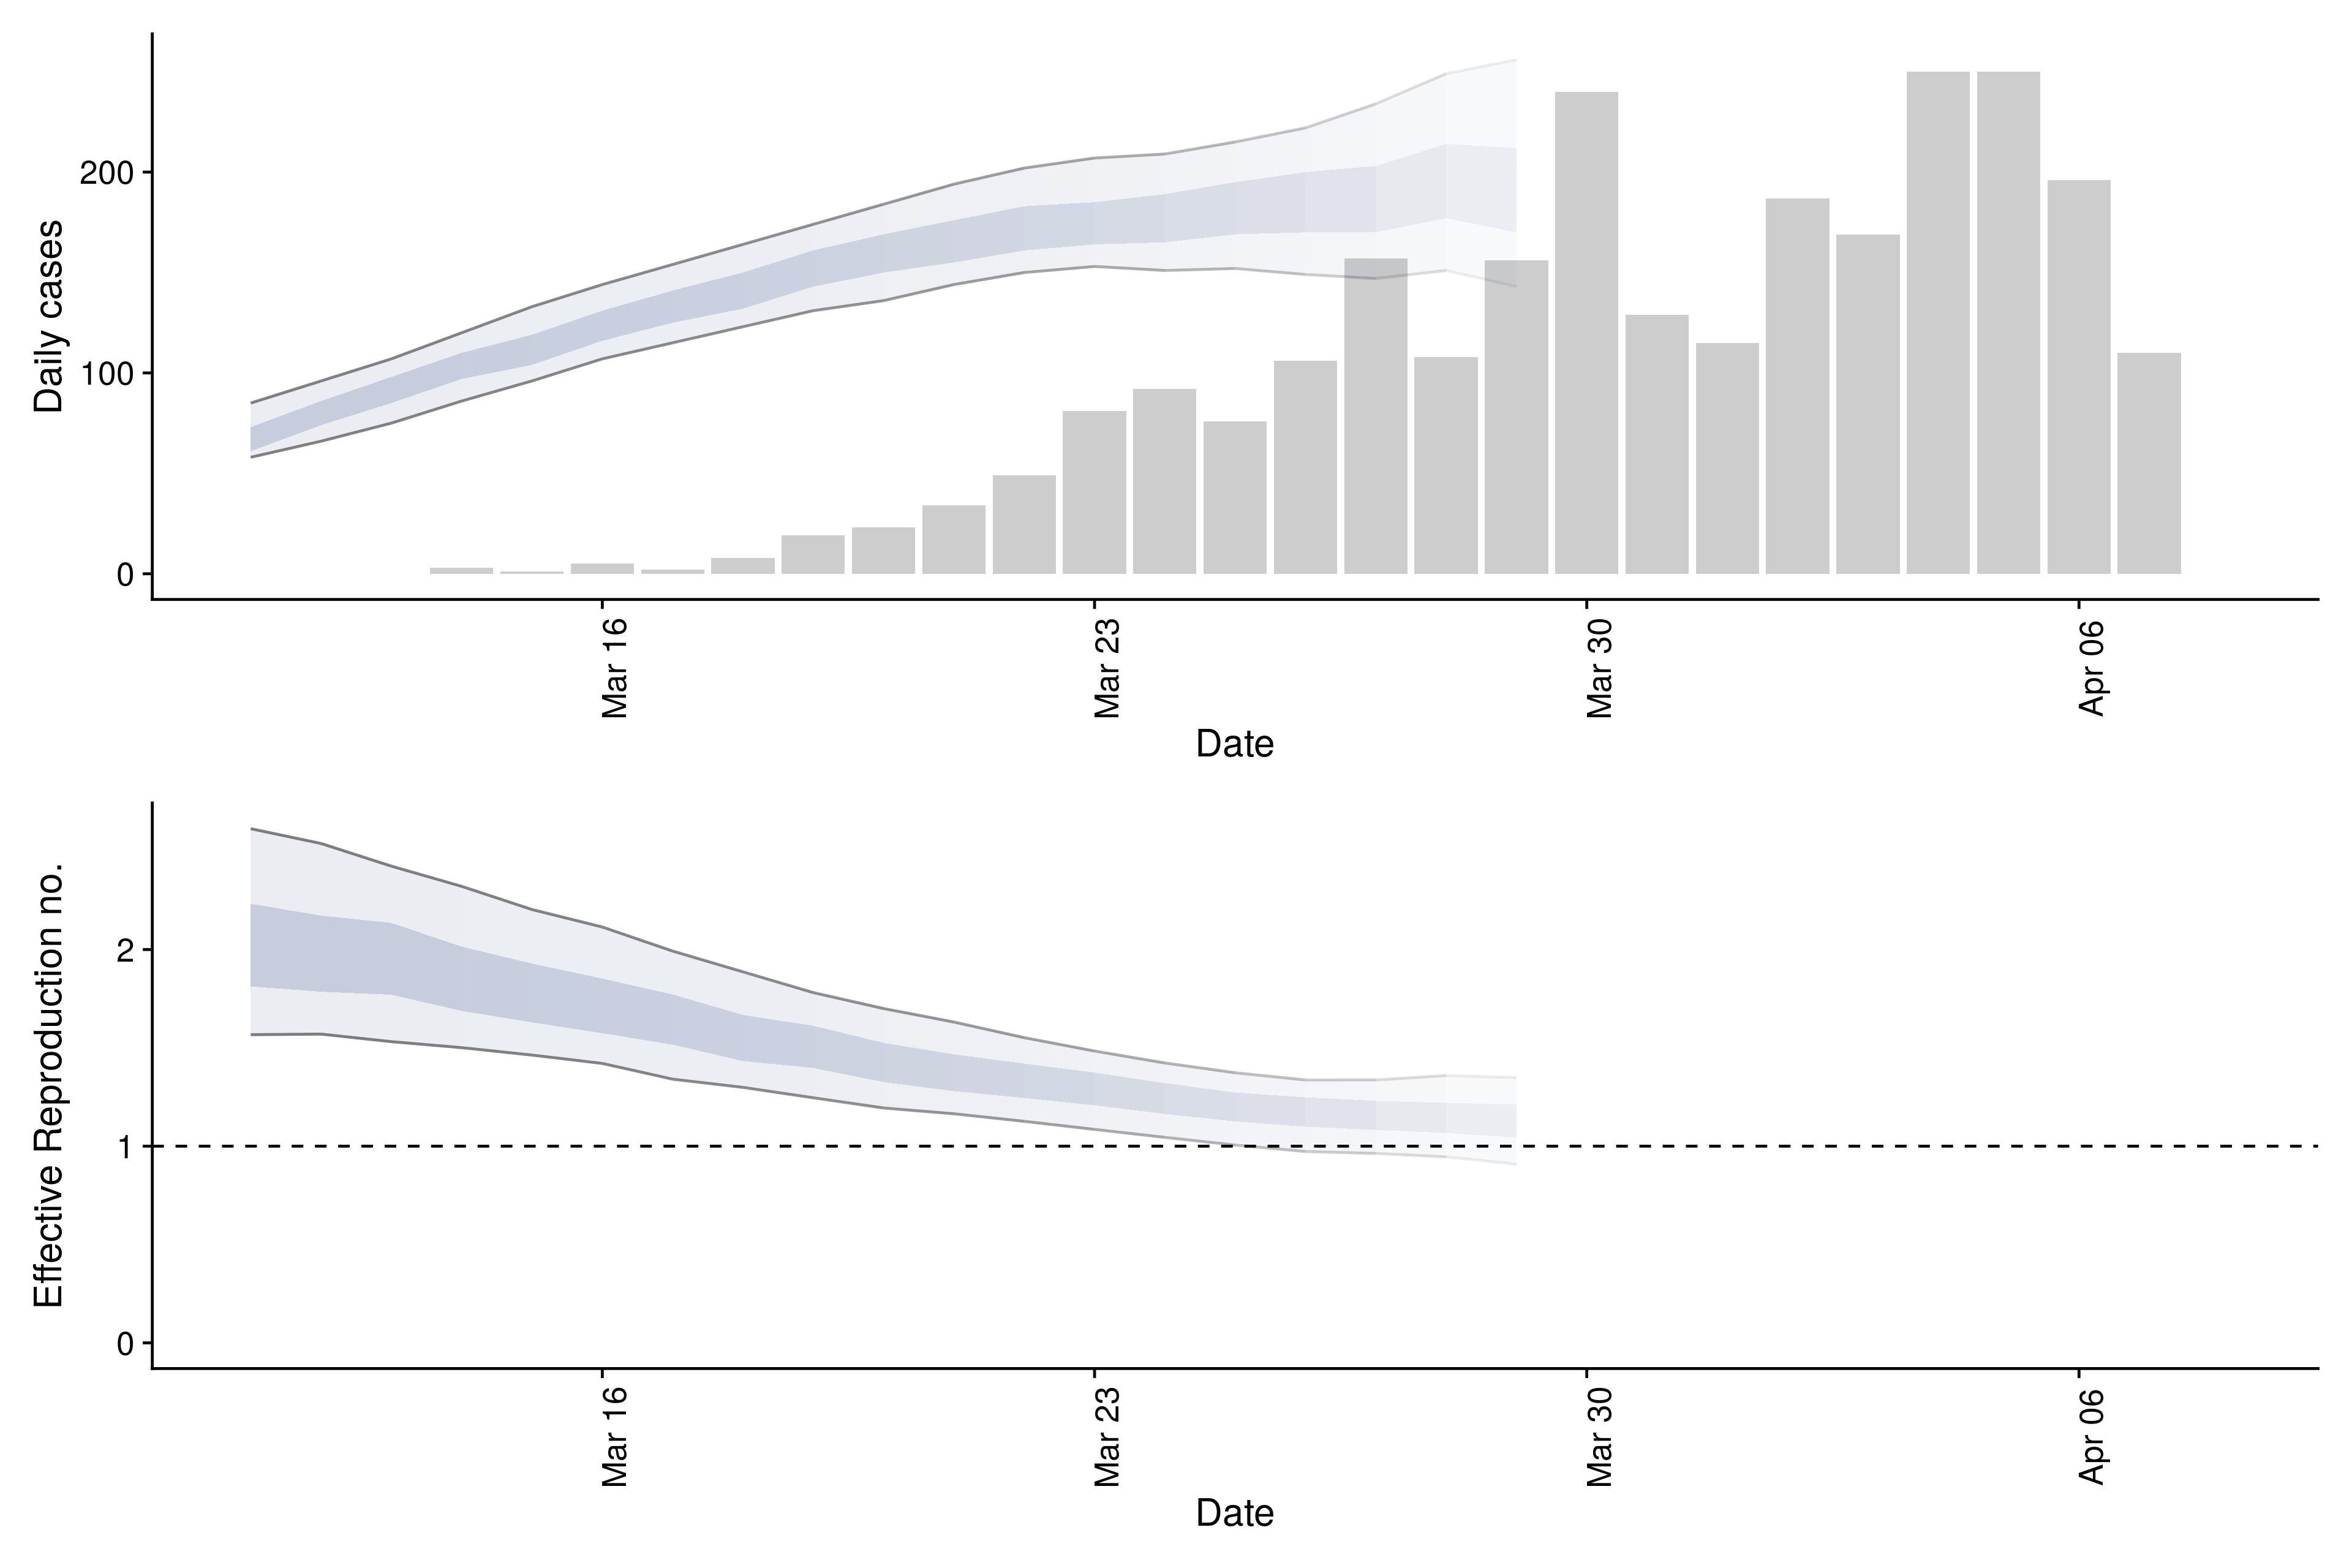 Daily cases
200
100
0
Mar 16
Mar 23
Mar 30
Apr 06
Date
Effective Reproduction no.
2
1
0
Mar 16
Mar 23
Mar 30
Apr 06
Date